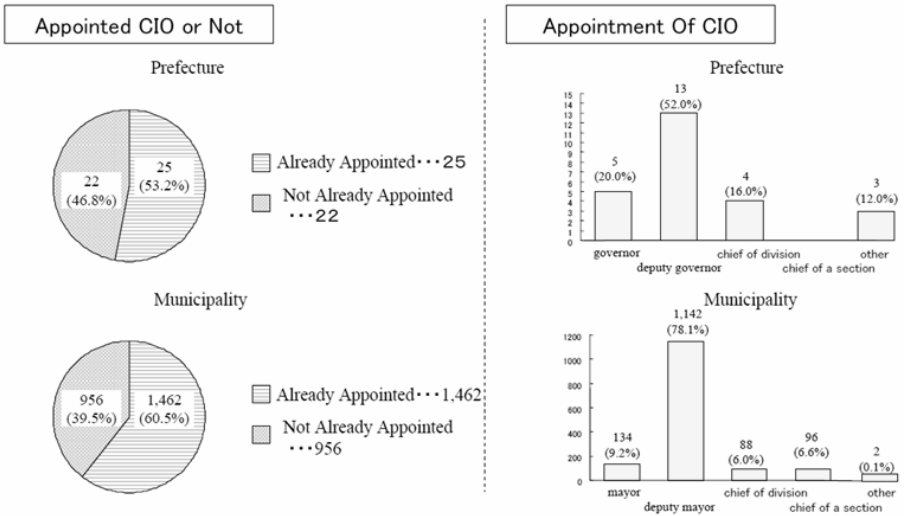 Appointed CIO or Not
Prefecture
25
(53.2%)
22
(46.8%)
Already Appointed・・・25
Not Already Appointed
・・・22
Municipality
956
(39.5%)
1,462
(60.5%)
Already Appointed・・・1,462
Not Already Appointed
・・・956
Appointment Of CIO
Prefecture
15
14
13
12
11
10
9
8
7
6
5
4
3
2
1
0
5
(20.0%)
13
(52.0%)
4
(16.0%)
3
(12.0%)
governor
deputy governor
chief of division
chief of a section
other
Municipality
1200
1000
800
600
400
200
0
134
(9.2%)
1,142
(78.1%)
88
(6.0%)
96
(6.6%)
2
(0.1%)
mayor
deputy mayor
chief of division
chief of a section
other